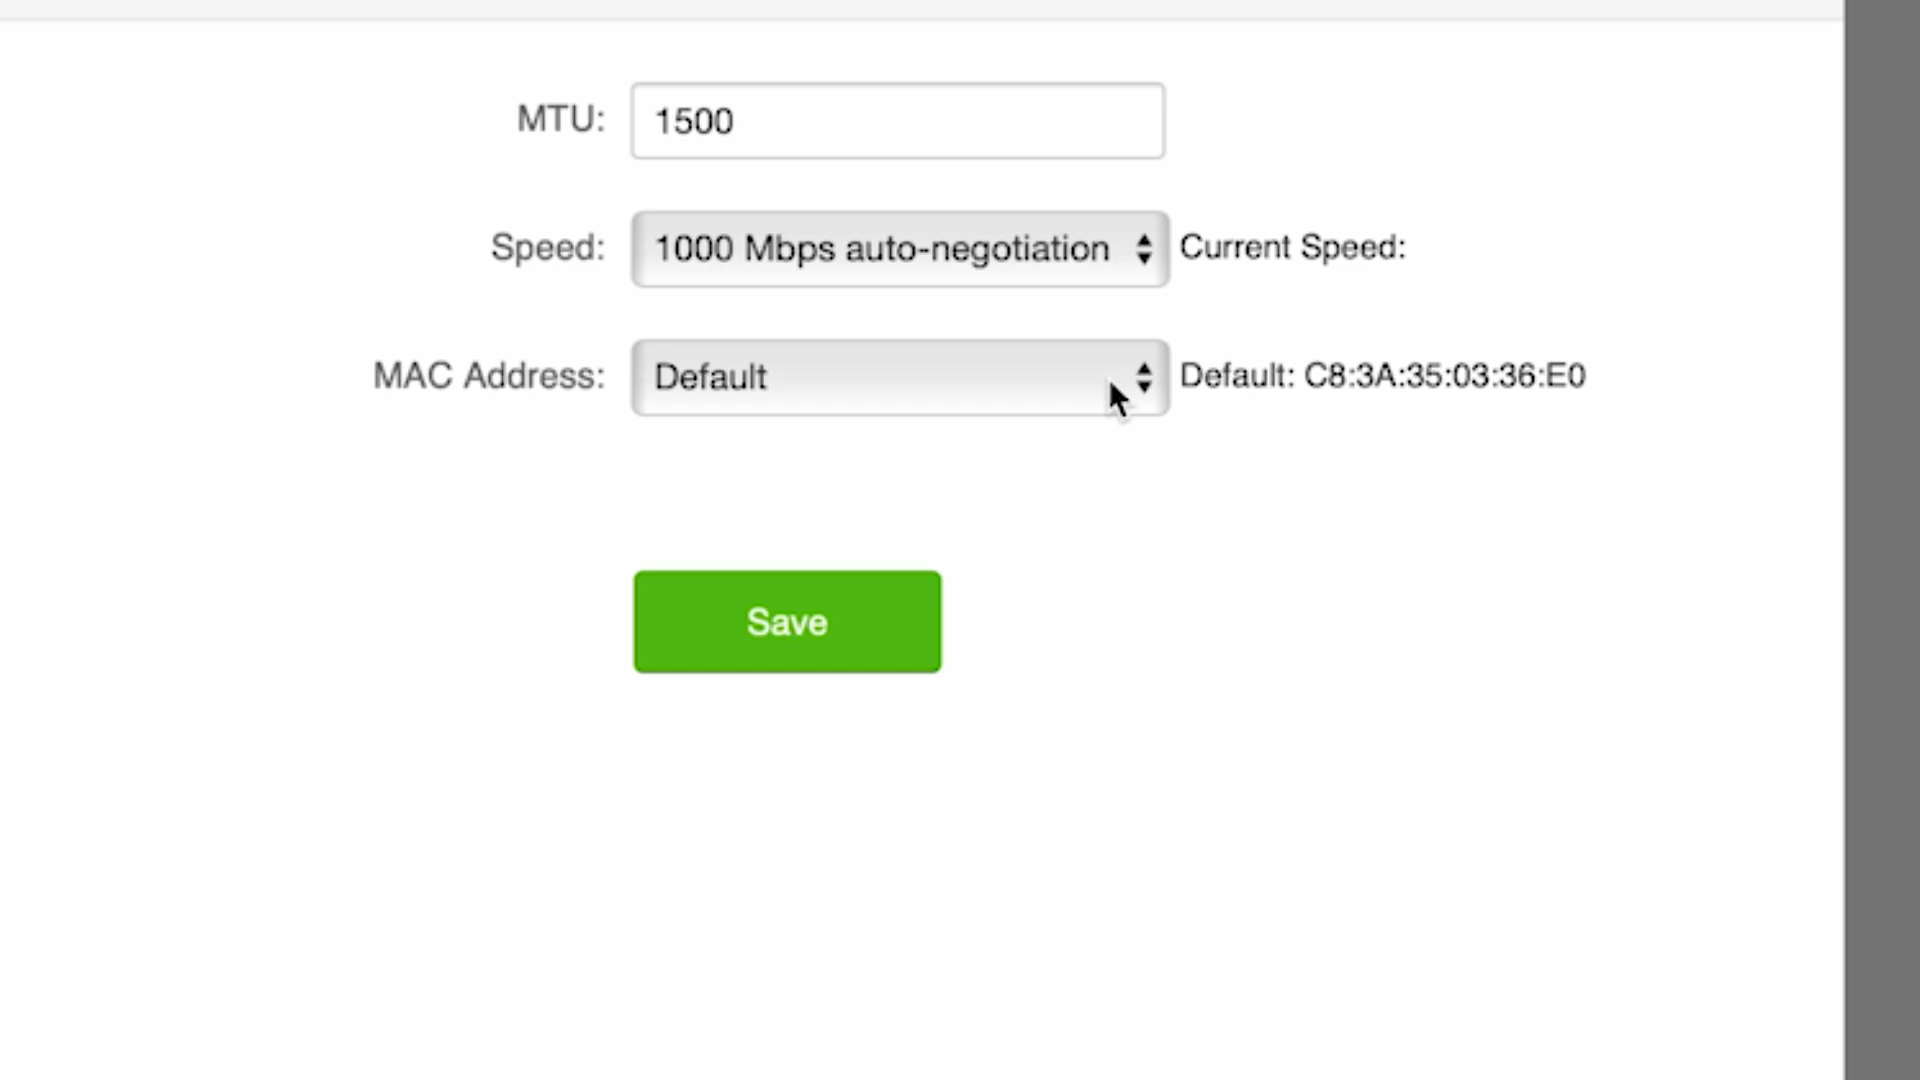 MTU: 1500
Speed: 1000 Mbps auto-negotiation Current Speed:
MAC Address: Default Default: C8:3A:35:03:36:E0
Save